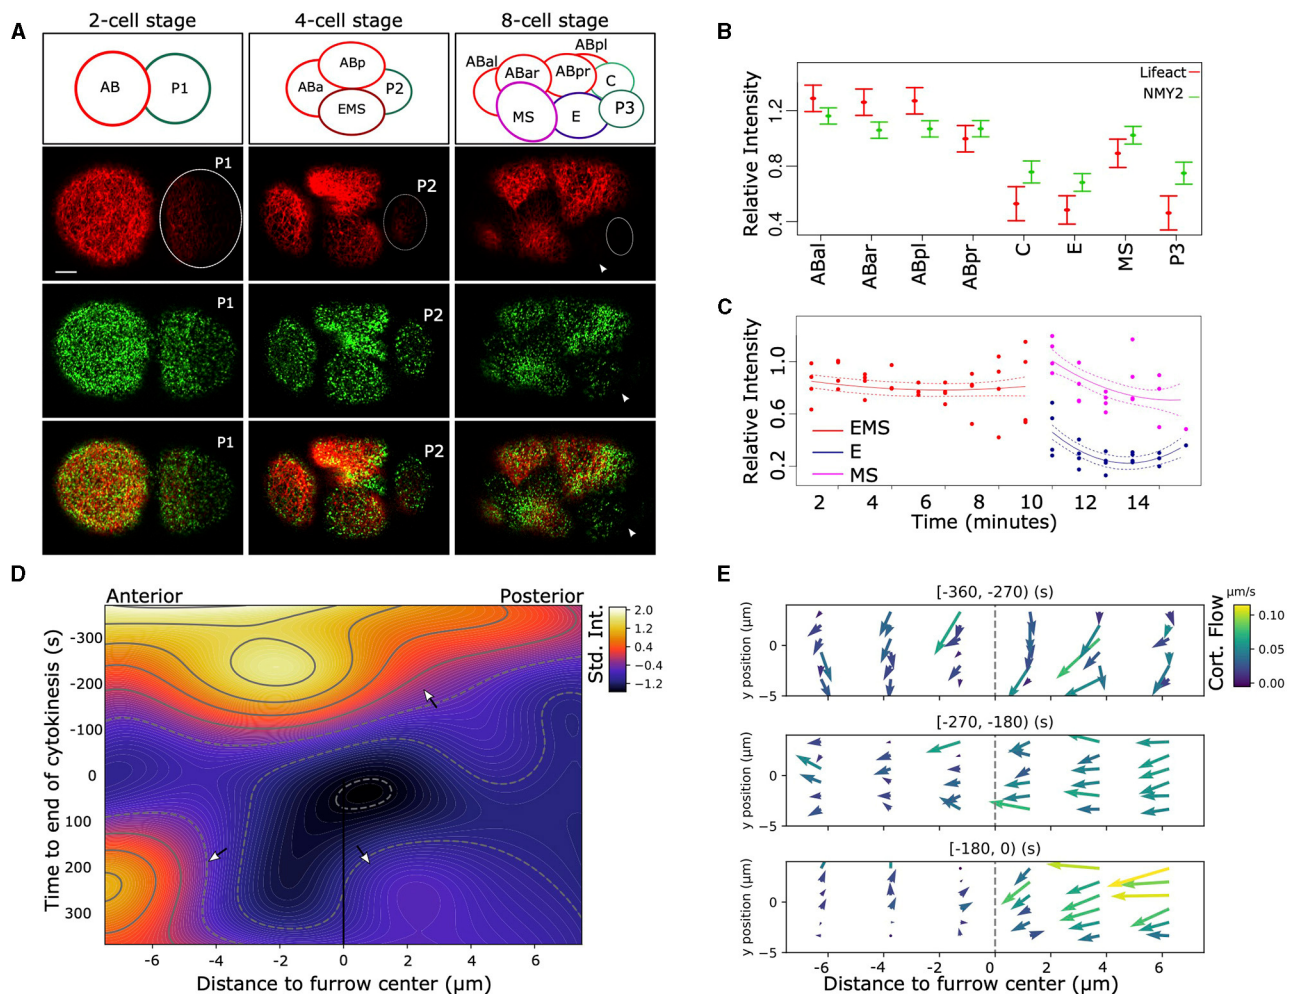 A
2-cell stage
4-cell stage
8-cell stage
AB
P1
ABp
ABa
P2
EMS
ABpl
ABal
ABar
ABpr
C
MS
E
P3
P1
P2
P1
P2
P1
P2
B
Relative Intensity
1.2
0.8
0.4
Lifeact
NMY2
ABal
ABar
ABpl
ABpr
C
E
MS
P3
C
Relative Intensity
1.0
0.6
0.2
EMS
E
MS
2 4 6 8 10 12 14
Time (minutes)
D
Anterior
Posterior
Time to end of cytokinesis (s)
-300
-200
-100
0
100
200
300
-6 -4 -2 0 2 4 6
Distance to furrow center (μm)
Std. Int.
2.0
1.2
0.4
−0.4
−1.2
E
[-360, -270) (s)
y position (μm)
0
−5
[-270, -180) (s)
y position (μm)
0
−5
[-180, 0) (s)
y position (μm)
0
−5
-6 -4 -2 0 2 4 6
Distance to furrow center (μm)
Cort. Flow
μm/s
0.10
0.05
0.00